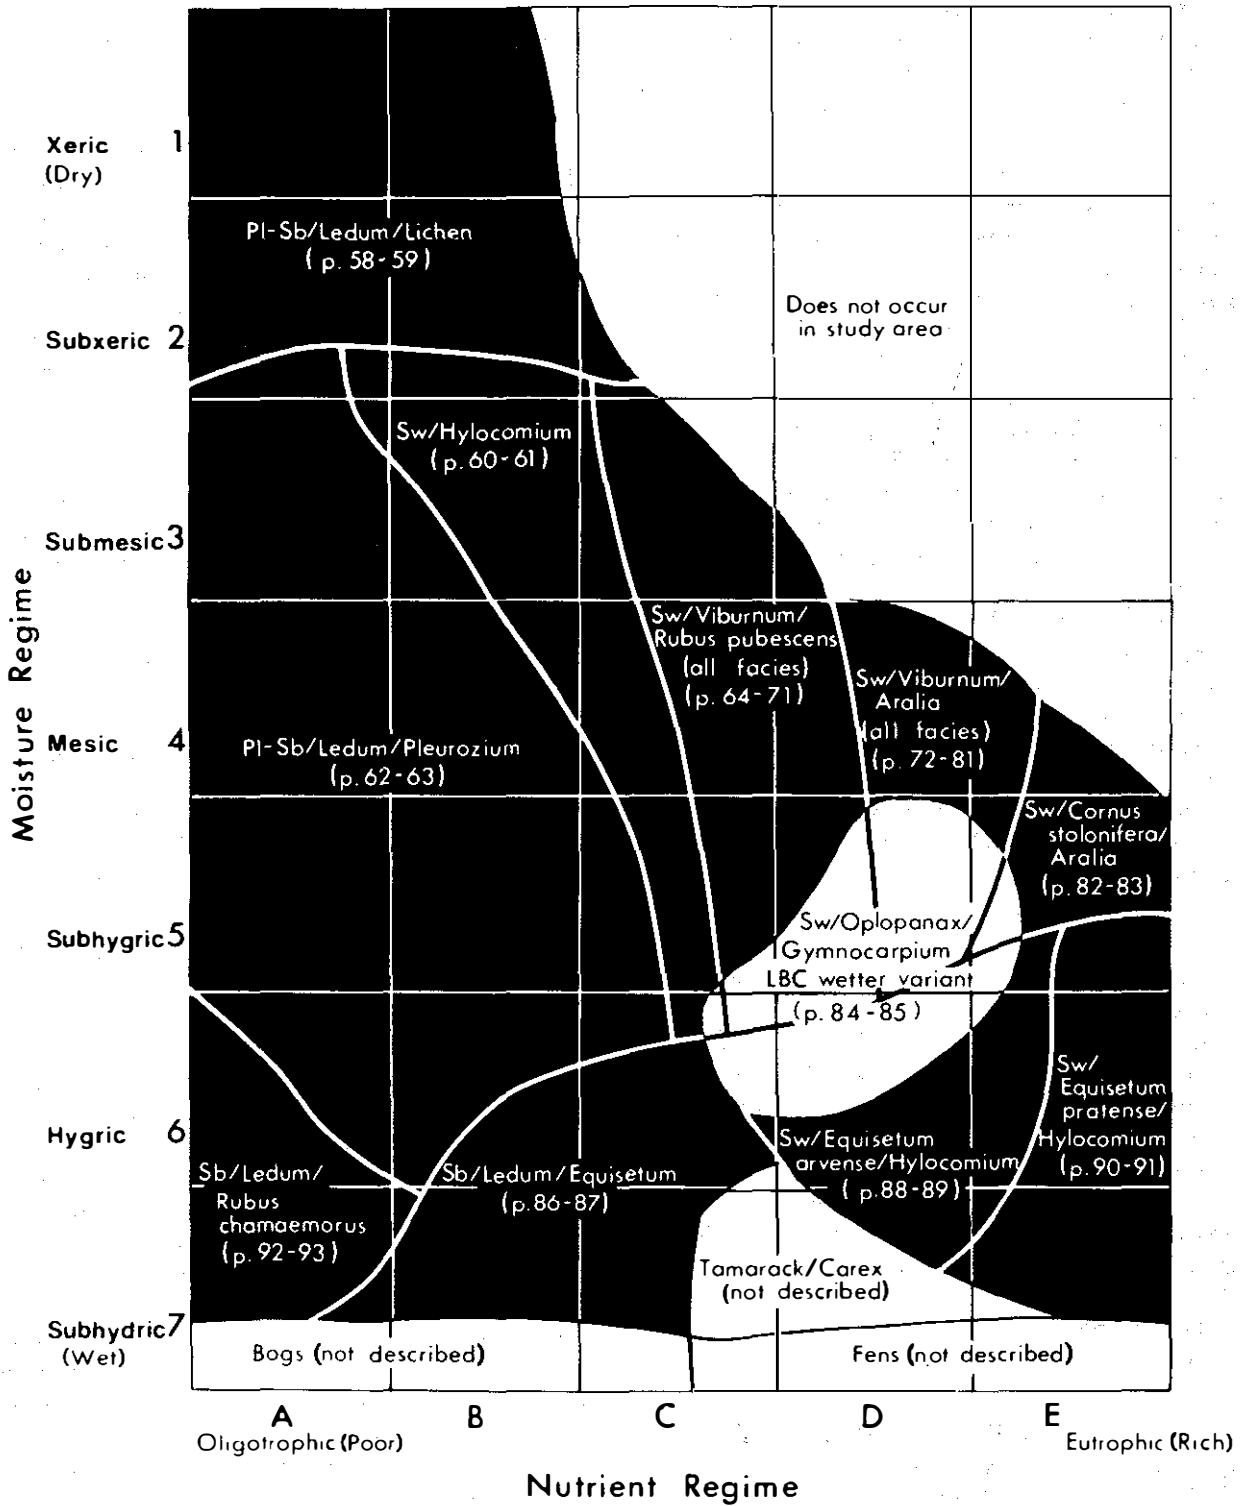 Xeric 1
(Dry)
Pl-Sb/Ledum/Lichen
(p. 58-59)
Does not occur
in study area
Subxeric 2
Sw/Hylocomium
(p. 60-61)
Submesic 3
Sw/Viburnum/
Rubus pubescens
(all facies)
(p. 64-71)
Sw/Viburnum/
Aralia
(all facies)
(p. 72-81)
Moisture Regime
Mesic 4
Pl-Sb/Ledum/Pleurozium
(p. 62-63)
Sw/Cornus
stolonifera/
Aralia
(p. 82-83)
Subhygric 5
Sw/Oplopanax/
Gymnocarpium
LBC wetter variant
(p. 84-85)
Sw/
Equisetum
pratense/
Hylocomium
(p. 90-91)
Hygric 6
Sw/Equisetum
arvense/Hylocomium
(p. 88-89)
Sb/Ledum/
Rubus
chamaemorus
(p. 92-93)
Sb/Ledum/Equisetum
(p. 86-87)
Tamarack/Carex
(not described)
Subhydric 7
(Wet)
Bogs (not described)
Fens (not described)
A B C D E
Oligotrophic (Poor)
Eutrophic (Rich)
Nutrient Regime